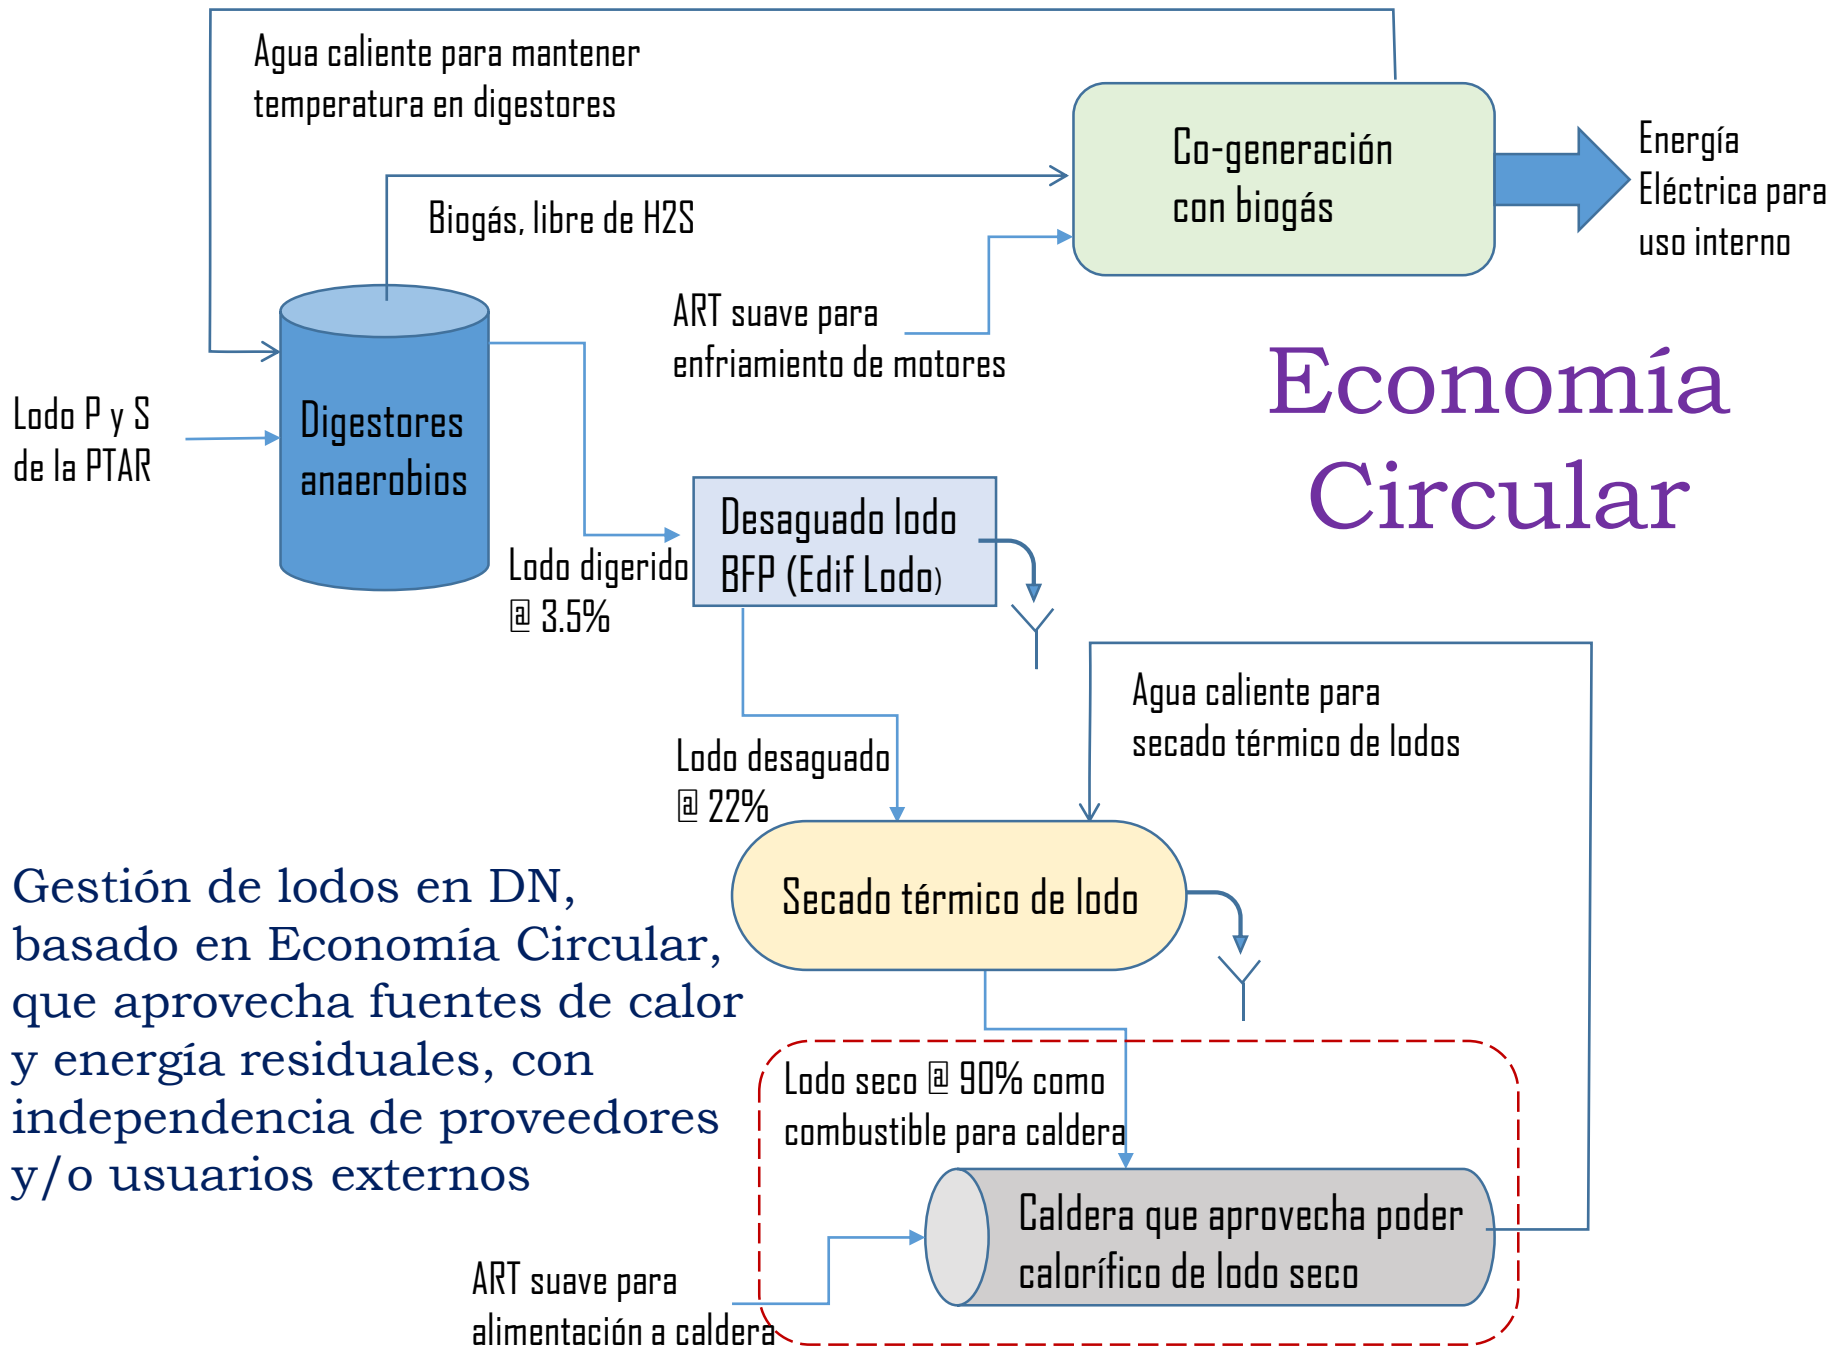 Agua caliente para mantener
temperatura en digestores
Co-generación
con biogás
Energía
Eléctrica para
uso interno
Biogás, libre de H2S
ART suave para
enfriamiento de motores
Economía
Circular
Lodo P y S
de la PTAR
Digestores
anaerobios
Desaguado lodo
BFP (Edif Lodo)
Lodo digerido
@ 3.5%
Agua caliente para
secado térmico de lodos
Lodo desaguado
@ 22%
Secado térmico de lodo
Gestión de lodos en DN,
basado en Economía Circular,
que aprovecha fuentes de calor
y energía residuales, con
independencia de proveedores
y/o usuarios externos
Lodo seco @ 90% como
combustible para caldera
Caldera que aprovecha poder
calorífico de lodo seco
ART suave para
alimentación a caldera